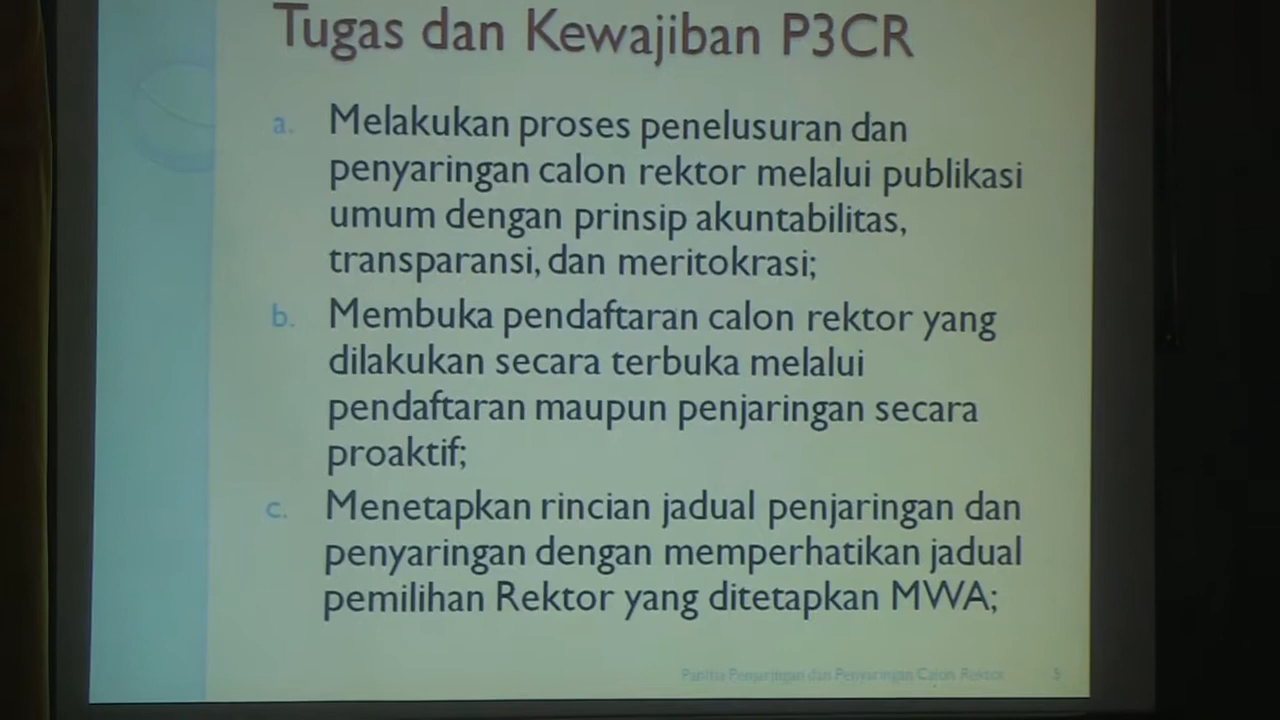 Tugas dan Kewajiban P3CR
a. Melakukan proses penelusuran dan
penyaringan calon rektor melalui publikasi
umum dengan prinsip akuntabilitas,
transparansi, dan meritokrasi;
b. Membuka pendaftaran calon rektor yang
dilakukan secara terbuka melalui
pendaftaran maupun penjaringan secara
proaktif;
c. Menetapkan rincian jadual penjaringan dan
penyaringan dengan memperhatikan jadual
pemilihan Rektor yang ditetapkan MWA;
Panitia Penjaringan dan Penyaringan Calon Rektor 5